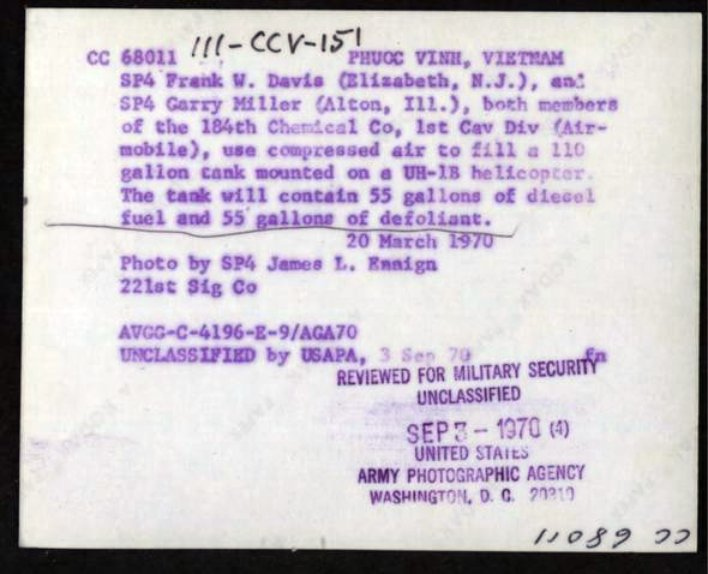 CC 68011 111-CCV-151 PHUOC VINH, VIETNAM
SP4 Frank W. Davis (Elizabeth, N.J.), and
SP4 Garry Miller (Alton, Ill.), both members
of the 184th Chemical Co, 1st Cav Div (Air-
mobile), use compressed air to fill a 110
gallon tank mounted on a UH-1B helicopter.
The tank will contain 55 gallons of diesel
fuel and 55 gallons of defoliant.
20 March 1970
Photo by SP4 James L. Ensign
221st Sig Co
AVGG-C-4196-E-9/AGA70
UNCLASSIFIED by USAPA, 3 Sep 70 fn
REVIEWED FOR MILITARY SECURITY
UNCLASSIFIED
SEP 3 - 1970 (4)
UNITED STATES
ARMY PHOTOGRAPHIC AGENCY
WASHINGTON, D. C. 20310
CC 68011